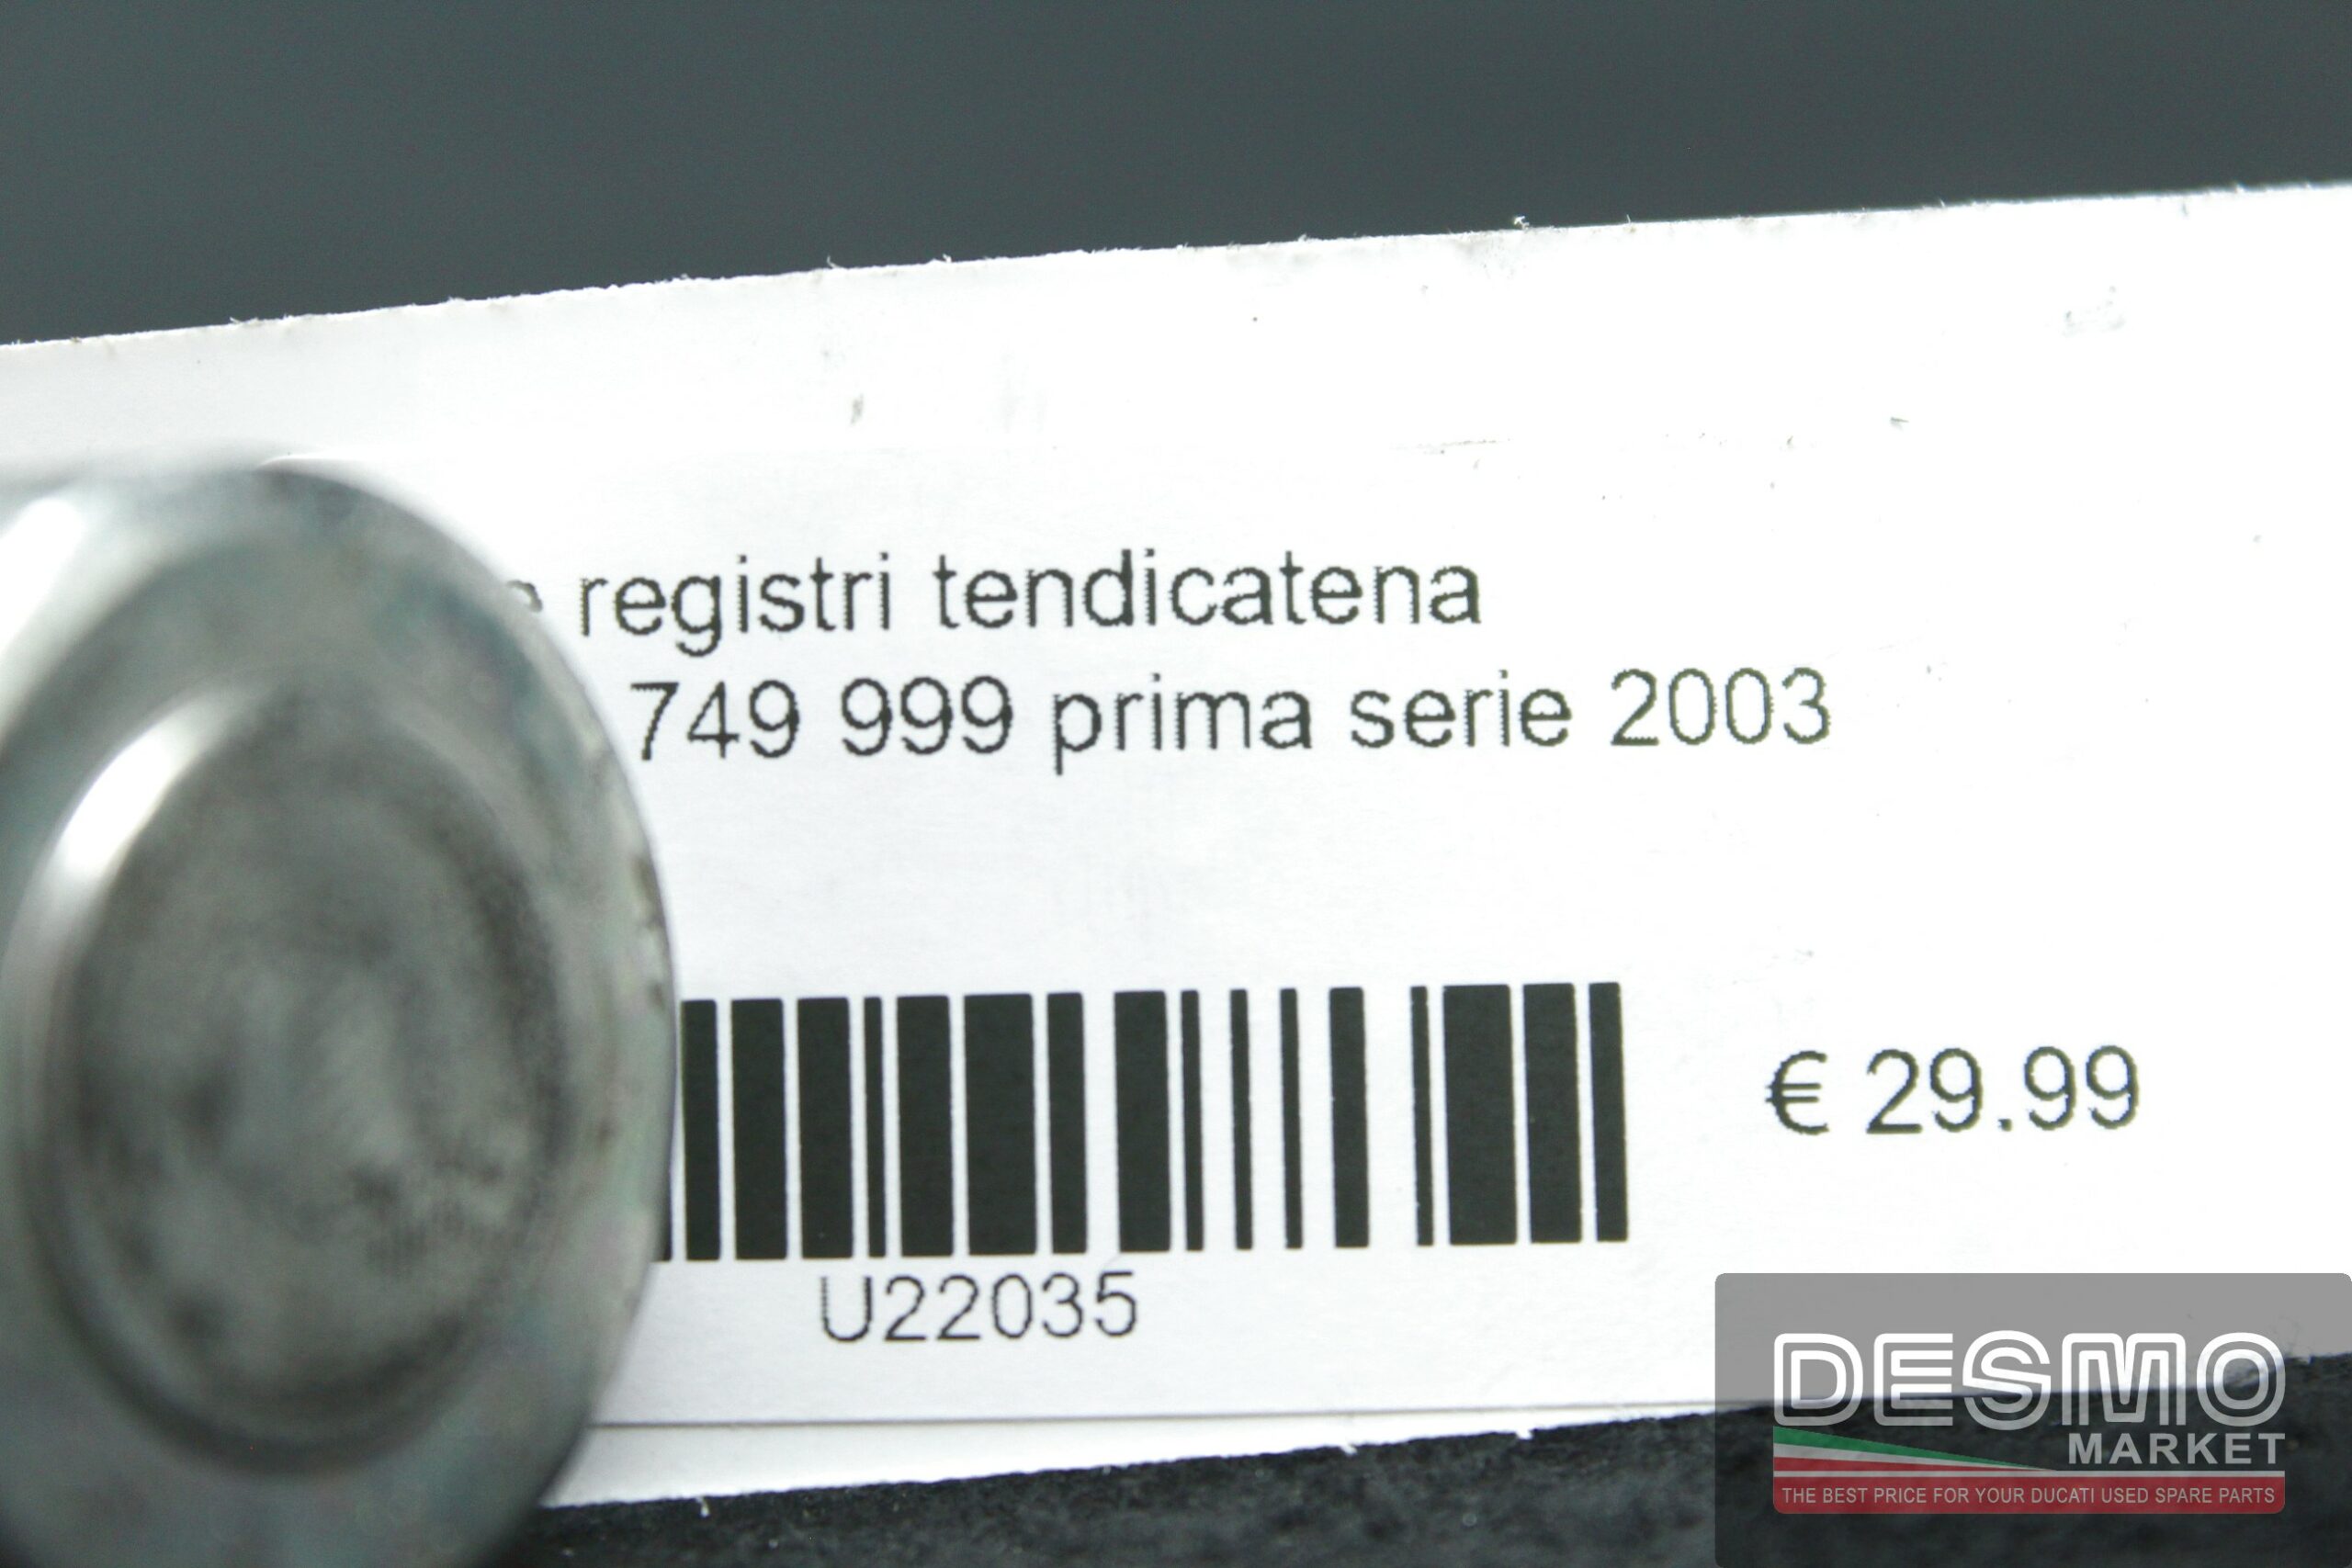 registri tendicatena
749 999 prima serie 2003
€ 29.99
U22035
DESMO
MARKET
THE BEST PRICE FOR YOUR DUCATI USED SPARE PARTS